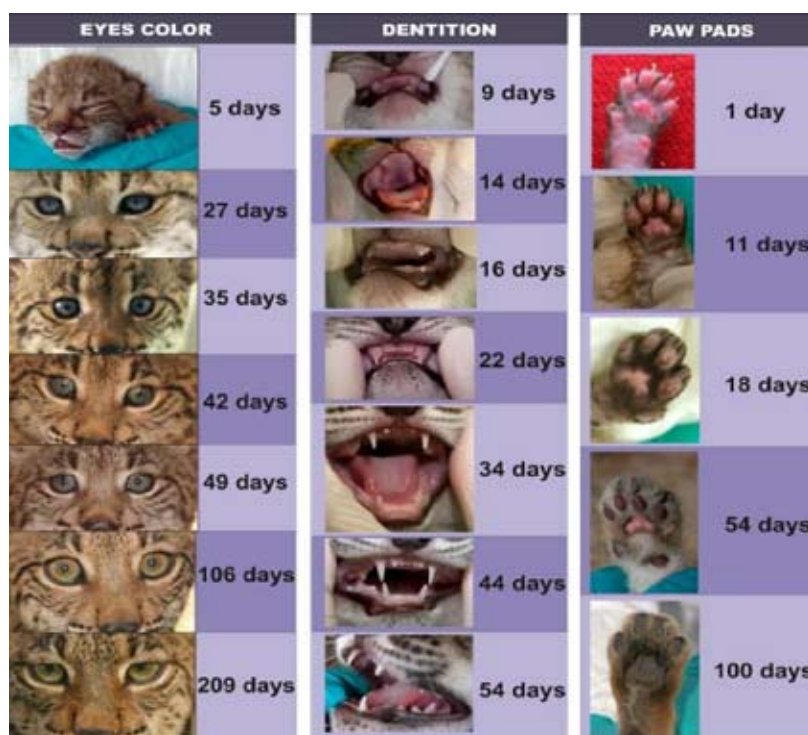 EYES COLOR
5 days
27 days
35 days
42 days
49 days
106 days
209 days
DENTITION
9 days
14 days
16 days
22 days
34 days
44 days
54 days
PAW PADS
1 day
11 days
18 days
54 days
100 days